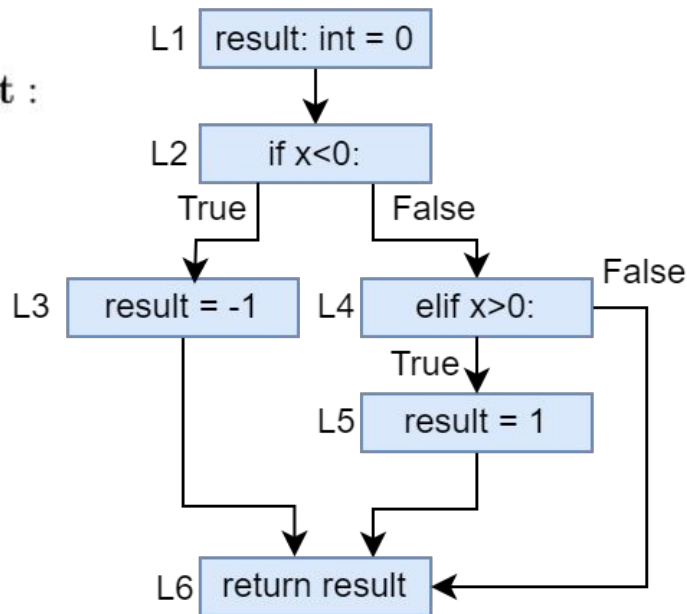 L1 result: int = 0
t :
L2 if x<0:
True False
False
L3 result = -1 L4 elif x>0:
True
L5 result = 1
L6 return result